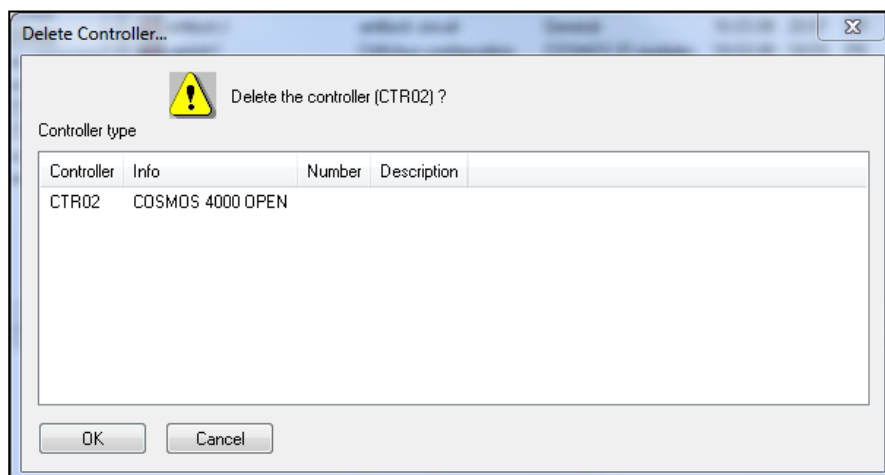 Delete Controller...
Delete the controller (CTR02) ?
Controller type
Controller Info Number Description
CTR02 COSMOS 4000 OPEN
OK Cancel